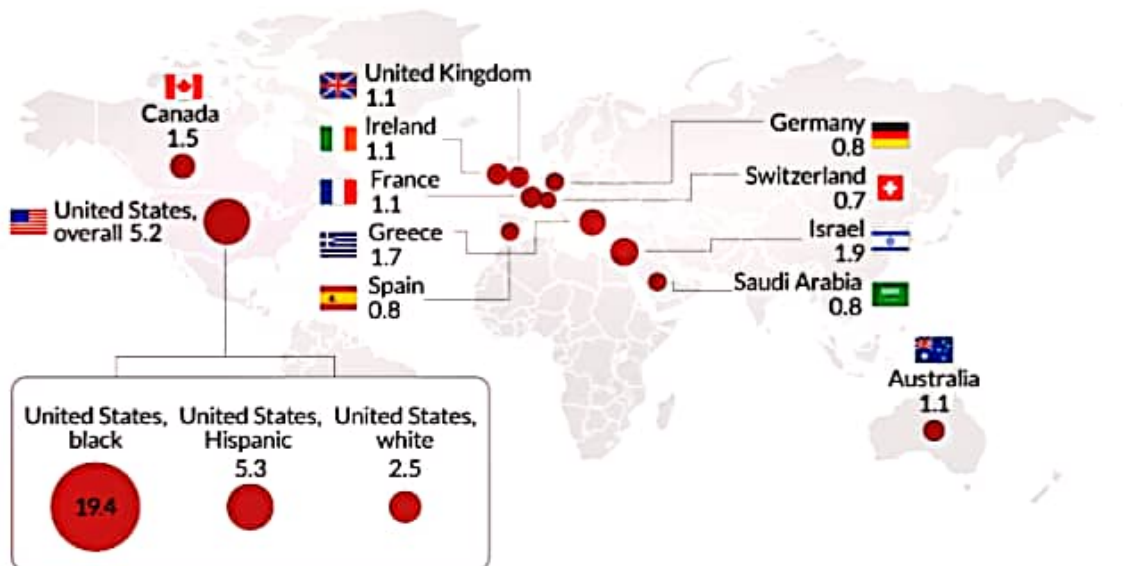 Canada
1.5
United States,
overall 5.2
United Kingdom
1.1
Ireland
1.1
France
1.1
Greece
1.7
Spain
0.8
Germany
0.8
Switzerland
0.7
Israel
1.9
Saudi Arabia
0.8
Australia
1.1
United States,
black
19.4
United States,
Hispanic
5.3
United States,
white
2.5